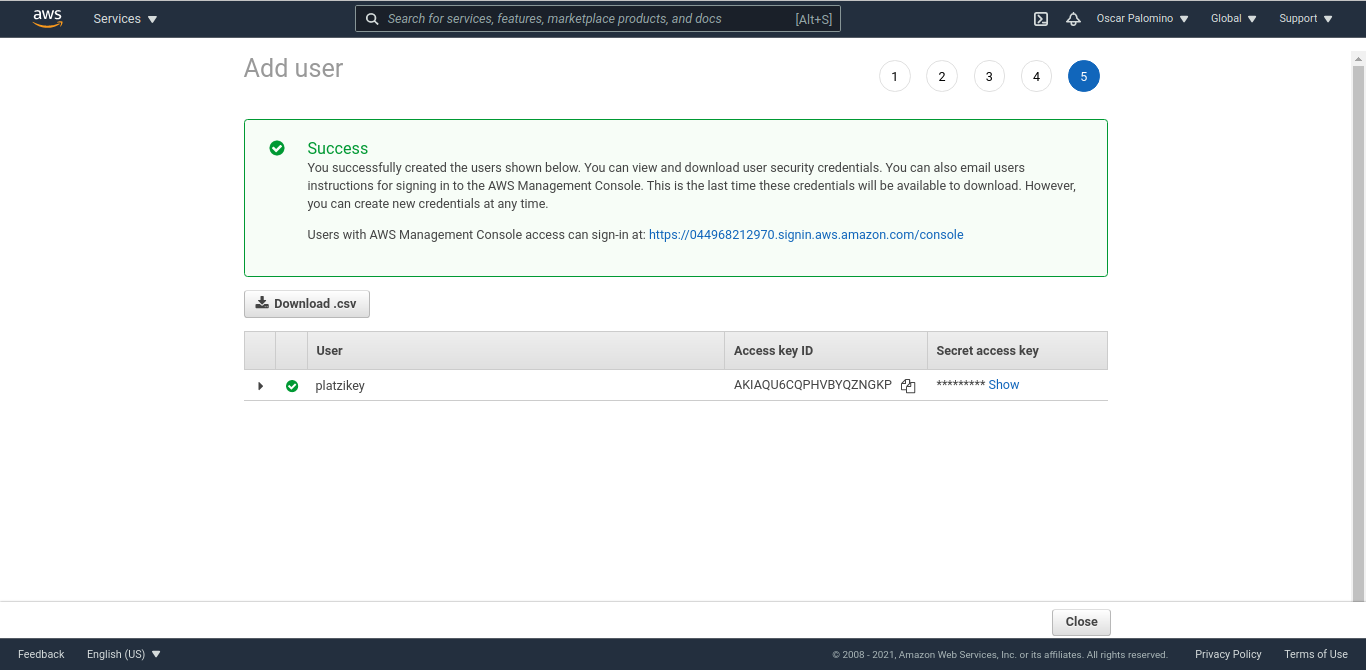 aws Services Search for services, features, marketplace products, and docs [Alt+S] Oscar Palomino Global Support
Add user 1 2 3 4 5
Success
You successfully created the users shown below. You can view and download user security credentials. You can also email users
instructions for signing in to the AWS Management Console. This is the last time these credentials will be available to download. However,
you can create new credentials at any time.
Users with AWS Management Console access can sign-in at: https://044968212970.signin.aws.amazon.com/console
Download .csv
User Access key ID Secret access key
platzikey AKIAQU6CQPHVBYQZNGKP ********* Show
Close
Feedback English (US) © 2008 - 2021, Amazon Web Services, Inc. or its affiliates. All rights reserved. Privacy Policy Terms of Use